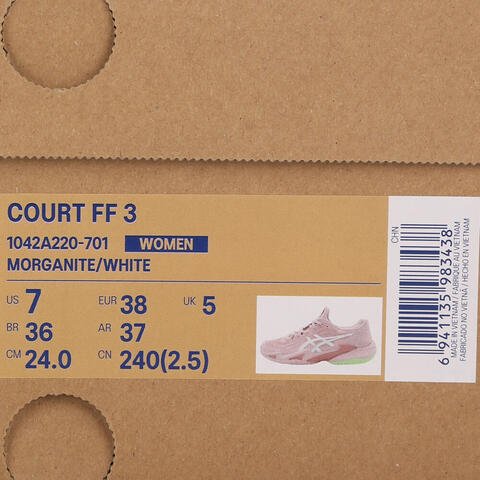 COURT FF 3
1042A220-701 WOMEN
MORGANITE/WHITE
US 7 EUR 38 UK 5
BR 36 AR 37
CM 24.0 CN 240(2.5)
CHN
6 941135 983438
MADE IN VIETNAM / FABRIQUE AU VIETNAM
FABRICADO NO VIETNÃ / HECHO EN VIETNAM